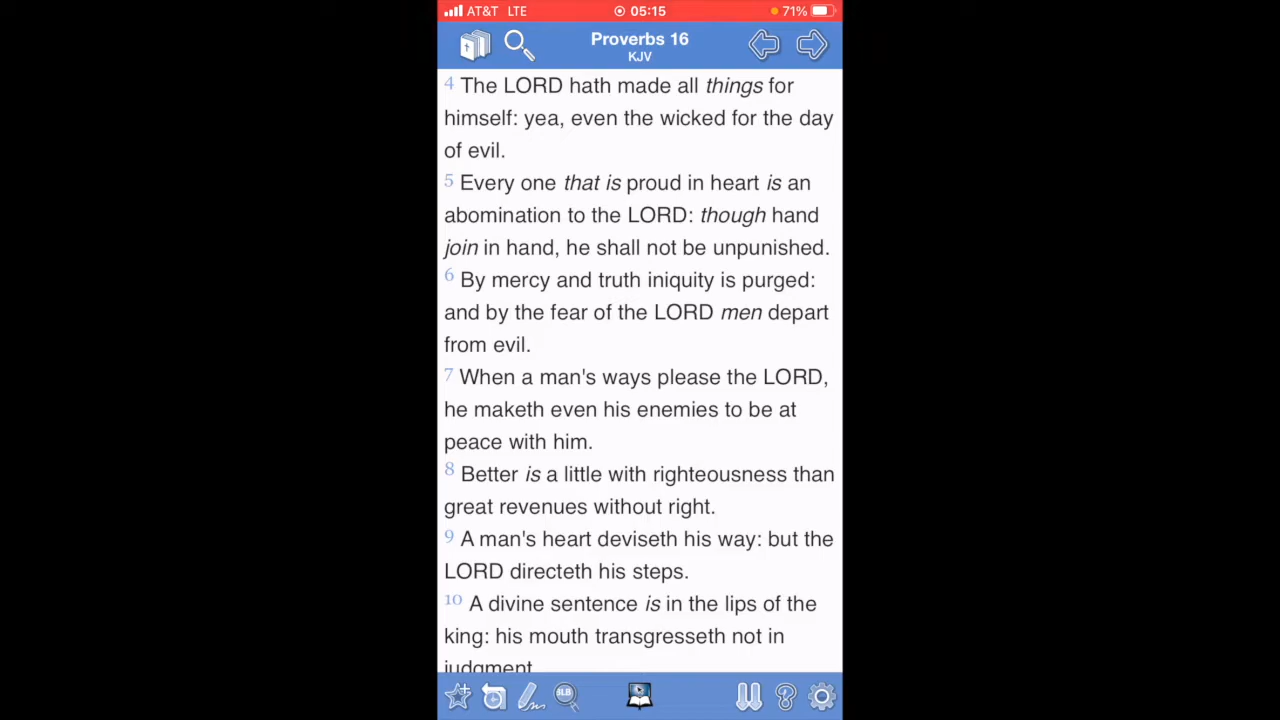 AT&T LTE 05:15 71%
Proverbs 16
KJV
4 The LORD hath made all things for
himself: yea, even the wicked for the day
of evil.
5 Every one that is proud in heart is an
abomination to the LORD: though hand
join in hand, he shall not be unpunished.
6 By mercy and truth iniquity is purged:
and by the fear of the LORD men depart
from evil.
7 When a man's ways please the LORD,
he maketh even his enemies to be at
peace with him.
8 Better is a little with righteousness than
great revenues without right.
9 A man's heart deviseth his way: but the
LORD directeth his steps.
10 A divine sentence is in the lips of the
king: his mouth transgresseth not in
judgment
BLB